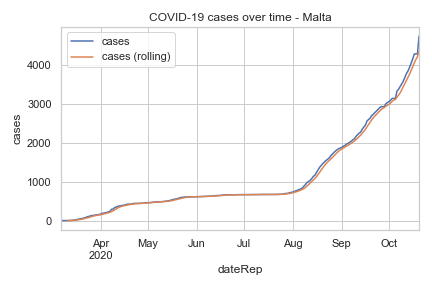 COVID-19 cases over time - Malta
cases
cases (rolling)
4000
3000
2000
1000
0
cases
Apr May Jun Jul Aug Sep Oct
2020
dateRep